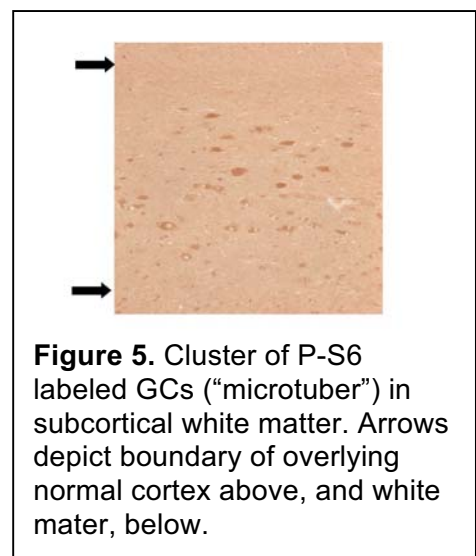 Figure 5. Cluster of P-S6
labeled GCs (“microtuber”) in
subcortical white matter. Arrows
depict boundary of overlying
normal cortex above, and white
mater, below.